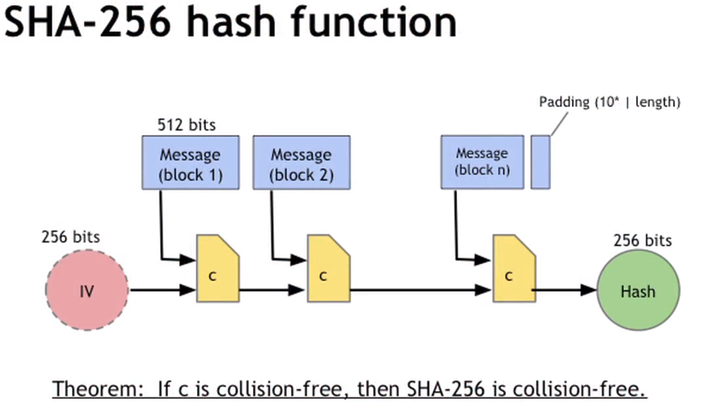 SHA-256 hash function
Padding (10* | length)
512 bits
Message
(block 1)
Message
(block 2)
Message
(block n)
256 bits
256 bits
IV
c
c
c
Hash
Theorem: If c is collision-free, then SHA-256 is collision-free.